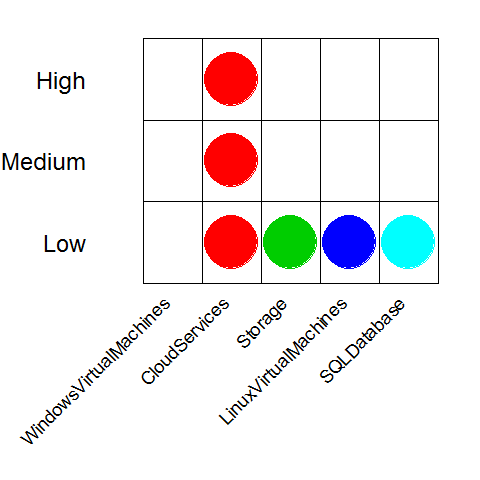 High
Medium
Low
WindowsVirtualMachines
CloudServices
Storage
LinuxVirtualMachines
SQLDatabase